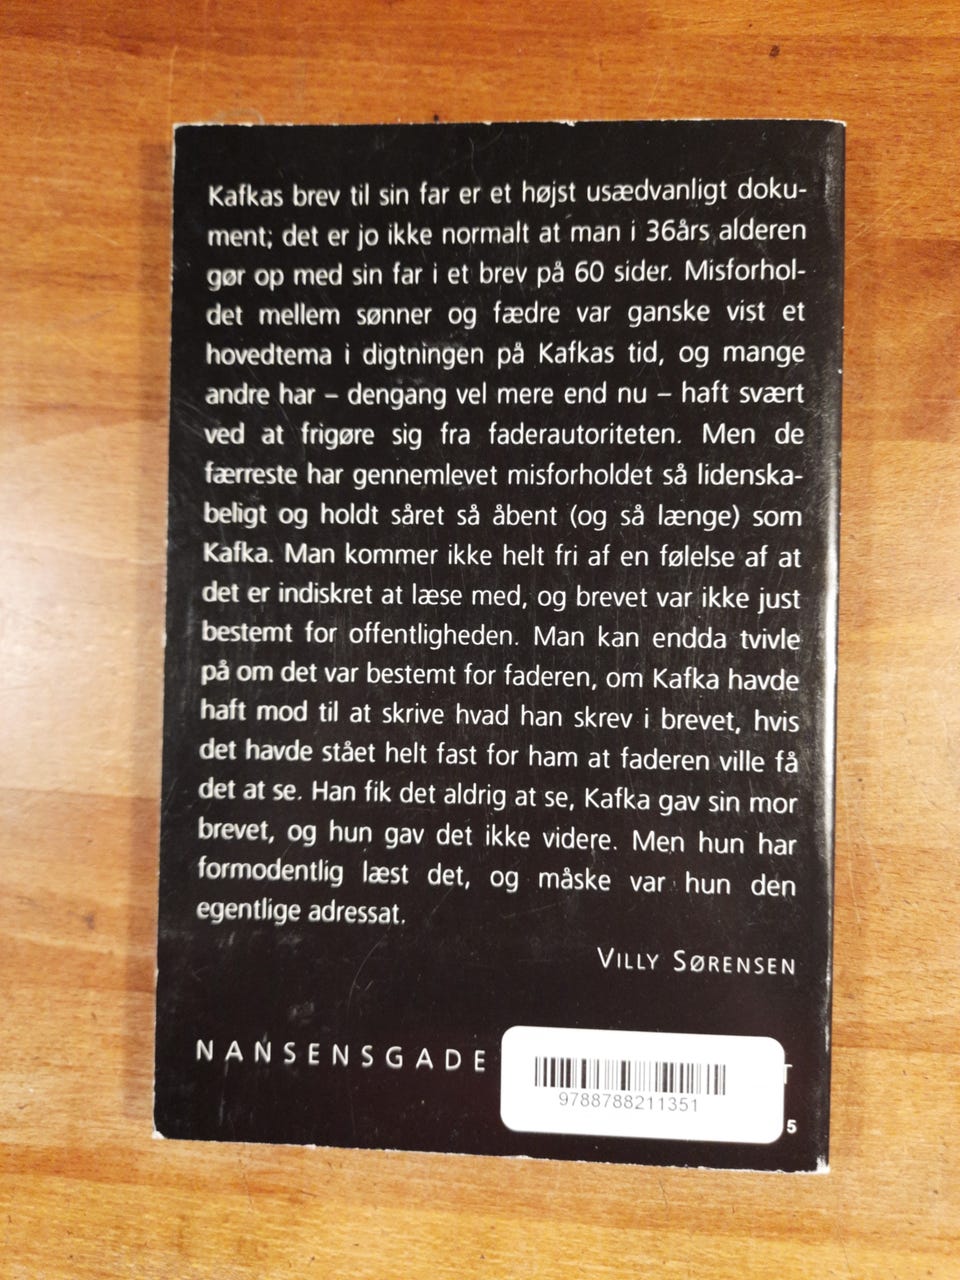 Kafkas brev til sin far er et højst usædvanligt doku-
ment; det er jo ikke normalt at man i 36års alderen
gør op med sin far i et brev på 60 sider. Misforhol-
det mellem sønner og fædre var ganske vist et
hovedtema i digtningen på Kafkas tid, og mange
andre har – dengang vel mere end nu – haft svært
ved at frigøre sig fra faderautoriteten. Men de
færreste har gennemlevet misforholdet så lidenska-
beligt og holdt såret så åbent (og så længe) som
Kafka. Man kommer ikke helt fri af en følelse af at
det er indiskret at læse med, og brevet var ikke just
bestemt for offentligheden. Man kan endda tvivle
på om det var bestemt for faderen, om Kafka havde
haft mod til at skrive hvad han skrev i brevet, hvis
det havde stået helt fast for ham at faderen ville få
det at se. Han fik det aldrig at se, Kafka gav sin mor
brevet, og hun gav det ikke videre. Men hun har
formodentlig læst det, og måske var hun den
egentlige adressat.
VILLY SØRENSEN
NANSENSGADE
9788788211351
5